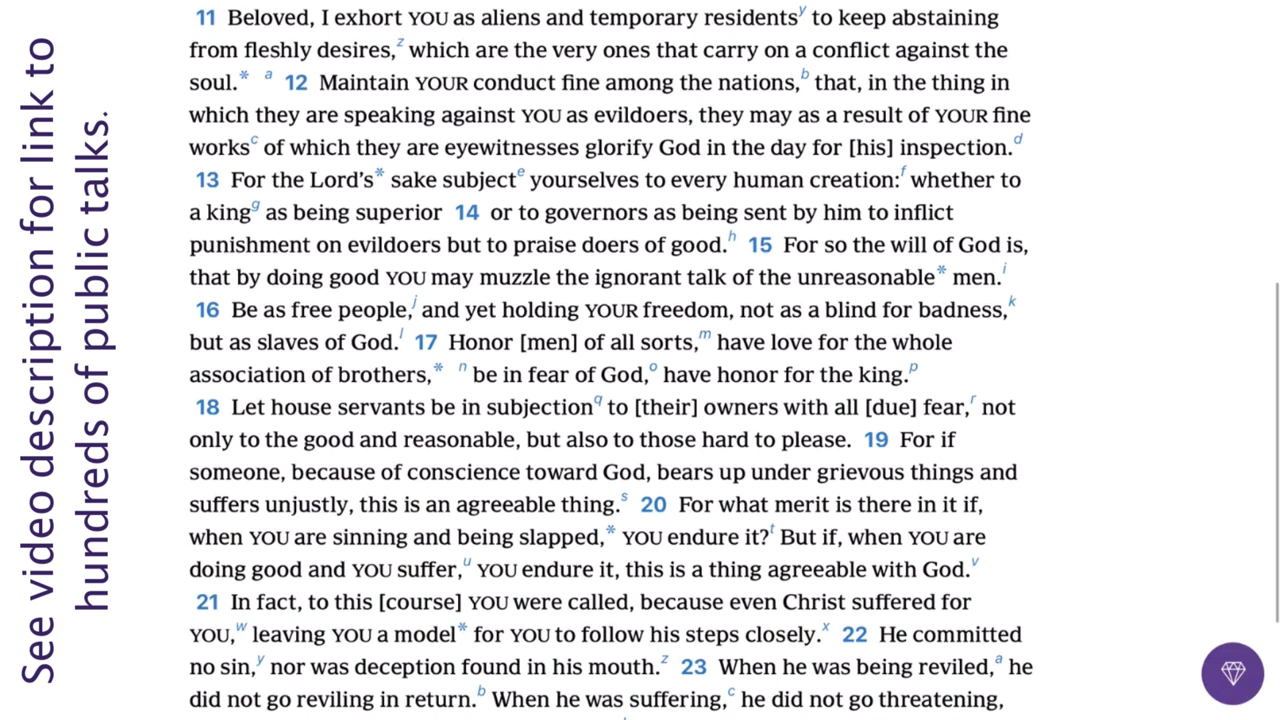 See video description for link to
hundreds of public talks.
11 Beloved, I exhort YOU as aliens and temporary residents y to keep abstaining
from fleshly desires, z which are the very ones that carry on a conflict against the
soul.* a 12 Maintain YOUR conduct fine among the nations, b that, in the thing in
which they are speaking against YOU as evildoers, they may as a result of YOUR fine
works c of which they are eyewitnesses glorify God in the day for [his] inspection. d
13 For the Lord’s* sake subject e yourselves to every human creation: f whether to
a king g as being superior 14 or to governors as being sent by him to inflict
punishment on evildoers but to praise doers of good. h 15 For so the will of God is,
that by doing good YOU may muzzle the ignorant talk of the unreasonable* men. i
16 Be as free people, j and yet holding YOUR freedom, not as a blind for badness, k
but as slaves of God. l 17 Honor [men] of all sorts, m have love for the whole
association of brothers,* n be in fear of God, o have honor for the king. p
18 Let house servants be in subjection q to [their] owners with all [due] fear, r not
only to the good and reasonable, but also to those hard to please. 19 For if
someone, because of conscience toward God, bears up under grievous things and
suffers unjustly, this is an agreeable thing. s 20 For what merit is there in it if,
when YOU are sinning and being slapped,* YOU endure it? t But if, when YOU are
doing good and YOU suffer, u YOU endure it, this is a thing agreeable with God. v
21 In fact, to this [course] YOU were called, because even Christ suffered for
YOU, w leaving YOU a model* for YOU to follow his steps closely. x 22 He committed
no sin, y nor was deception found in his mouth. z 23 When he was being reviled, a he
did not go reviling in return. b When he was suffering, c he did not go threatening,